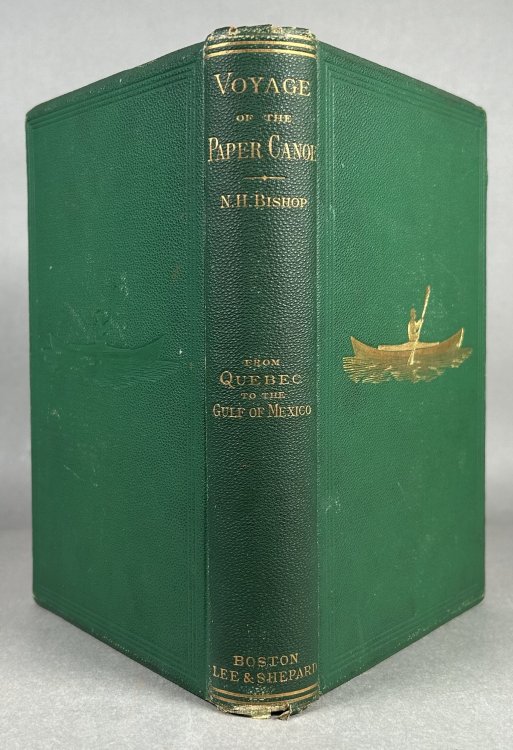 VOYAGE
OF THE
PAPER CANOE
N.H. BISHOP
FROM
QUEBEC
TO THE
GULF OF MEXICO
BOSTON
LEE & SHEPARD